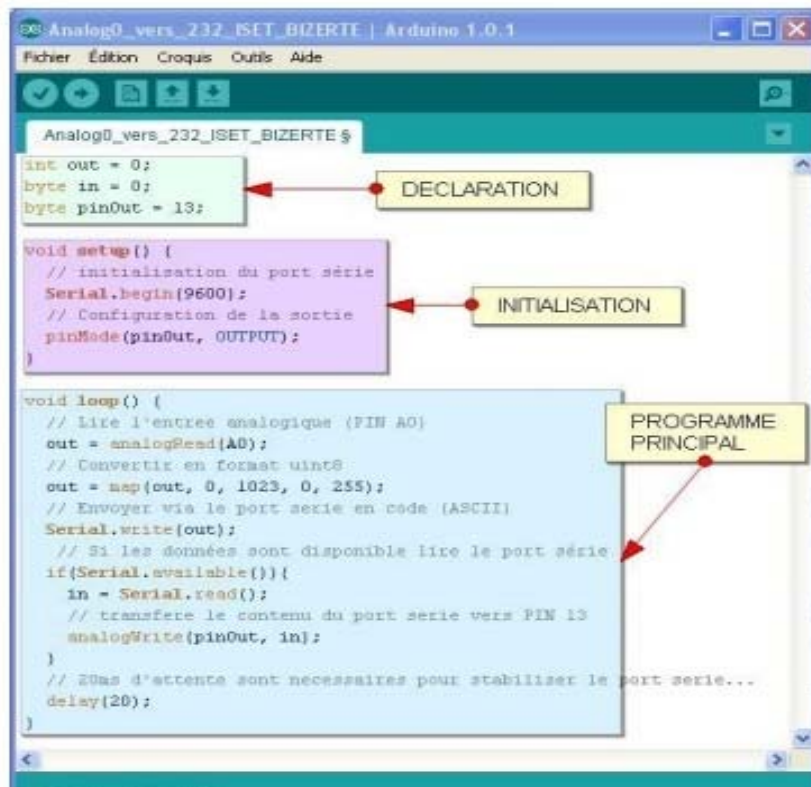 Analog0_vers_232_ISET_BIZERTE | Arduino 1.0.1
Fichier Édition Croquis Outils Aide
Analog0_vers_232_ISET_BIZERTE §
int out = 0;
byte in = 0;
byte pinOut = 13;
DECLARATION
void setup() {
// initialisation du port série
Serial.begin(9600);
// Configuration de la sortie
pinMode(pinOut, OUTPUT);
}
INITIALISATION
void loop() {
// Lire l'entree analogique (PIN A0)
out = analogRead(A0);
// Convertir en format uint8
out = map(out, 0, 1023, 0, 255);
// Envoyer via le port serie en code (ASCII)
Serial.write(out);
// Si les données sont disponible lire le port série
if(Serial.available()){
in = Serial.read();
// transfere le contenu du port serie vers PIN 13
analogWrite(pinOut, in);
}
// 20ms d'attente sont necessaires pour stabiliser le port serie...
delay(20);
}
PROGRAMME
PRINCIPAL